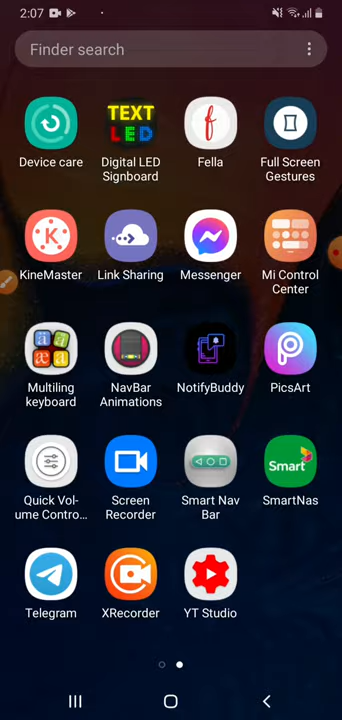 2:07
Finder search
Device care
TEXT
LED
Digital LED
Signboard
Fella
Full Screen
Gestures
KineMaster
Link Sharing
Messenger
Mi Control
Center
Multiling
keyboard
NavBar
Animations
NotifyBuddy
PicsArt
Quick Vol-
ume Contro...
Screen
Recorder
Smart Nav
Bar
Smart
SmartNas
Telegram
XRecorder
YT Studio